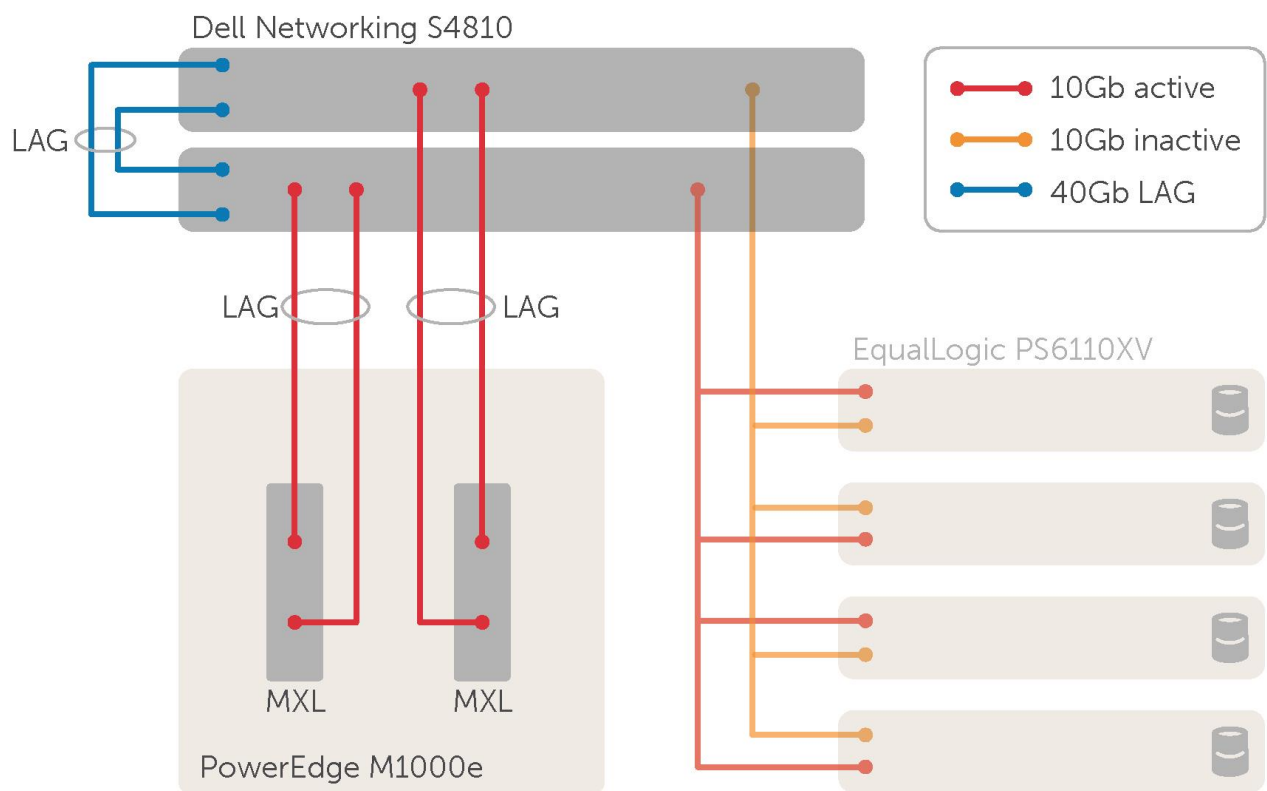 Dell Networking S4810
10Gb active
10Gb inactive
40Gb LAG
LAG
LAG
LAG
EqualLogic PS6110XV
MXL
MXL
PowerEdge M1000e